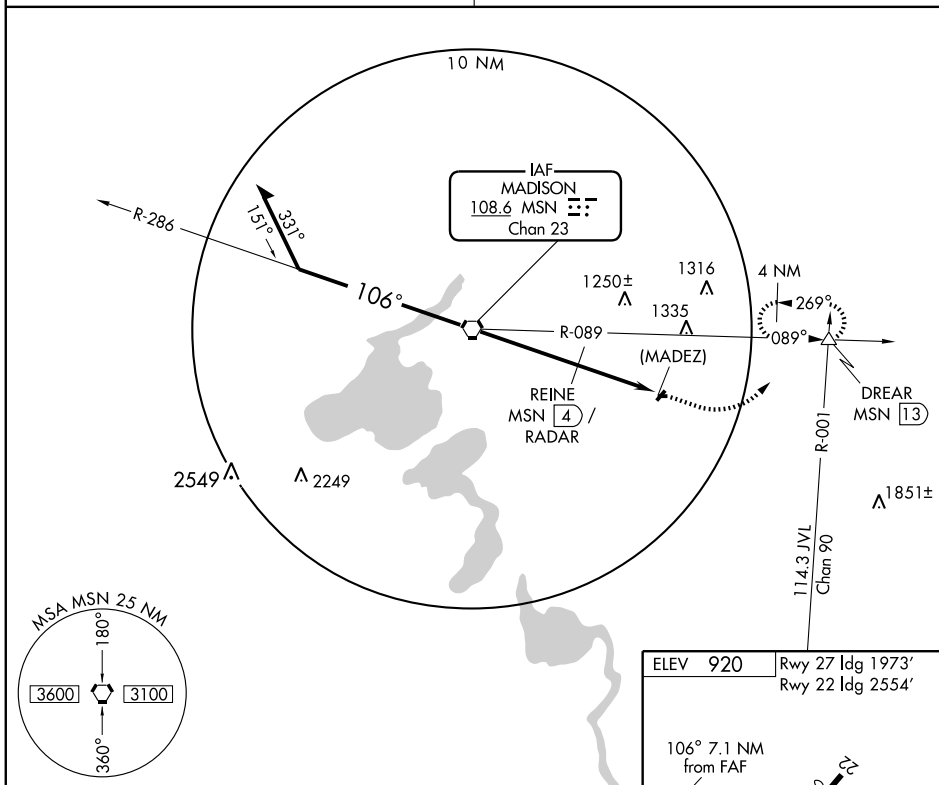 10 NM
IAF
MADISON
108.6 MSN
Chan 23
R-286
331°
151°
106°
1250±
1316
4 NM
1335
269°
R-089
089°
(MADEZ)
REINE
MSN 4 /
RADAR
DREAR
MSN 13
R-001
2549
2249
1851±
114.3 JVL
Chan 90
MSA MSN 25 NM
180°
3600
3100
360°
ELEV 920
Rwy 27 ldg 1973'
Rwy 22 ldg 2554'
106° 7.1 NM
from FAF
22